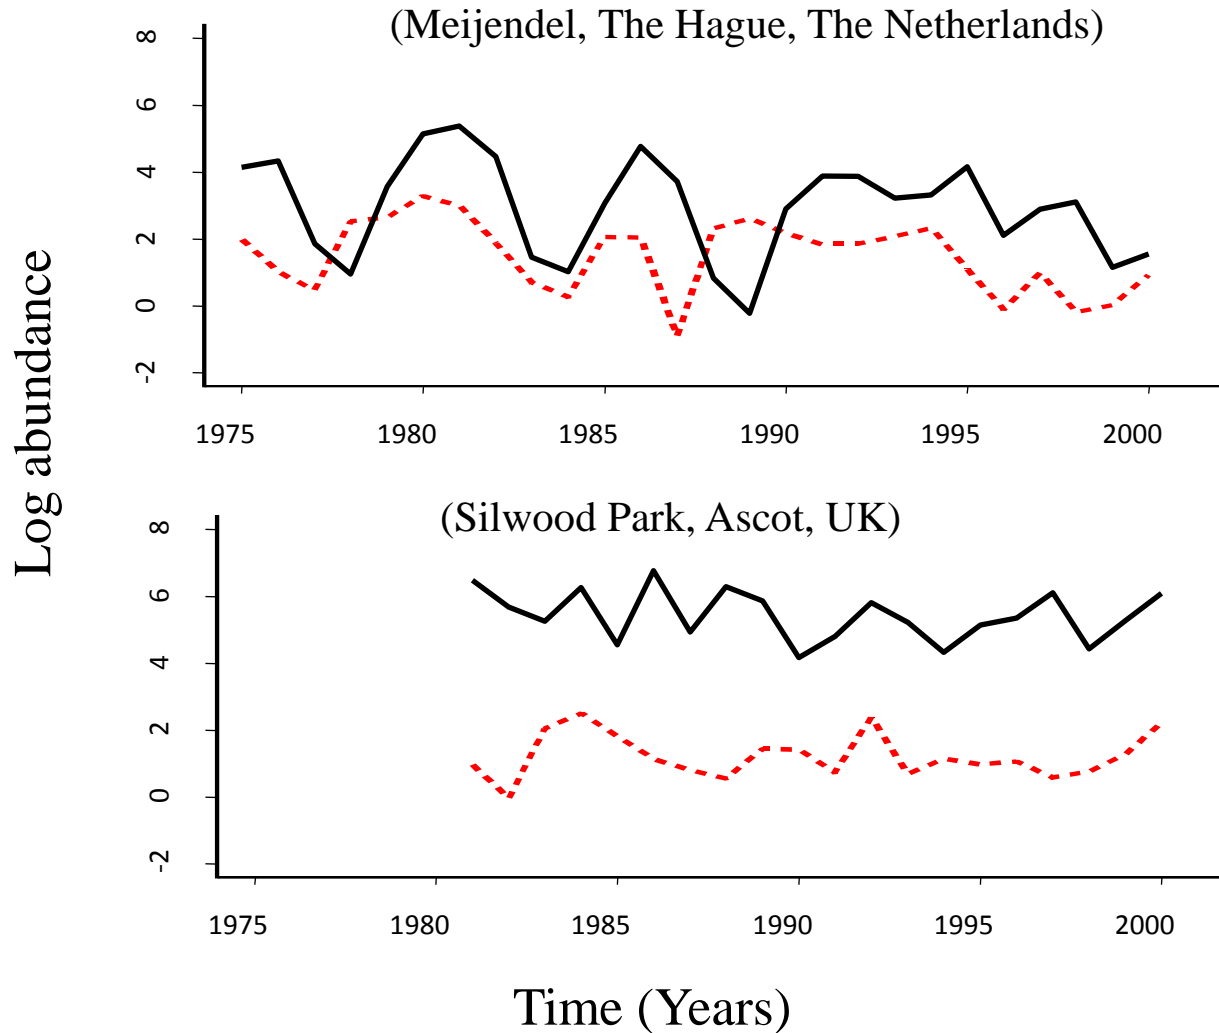 (Meijendel, The Hague, The Netherlands)
8
6
4
2
0
-2
1975 1980 1985 1990 1995 2000
Log abundance
(Silwood Park, Ascot, UK)
8
6
4
2
0
-2
1975 1980 1985 1990 1995 2000
Time (Years)